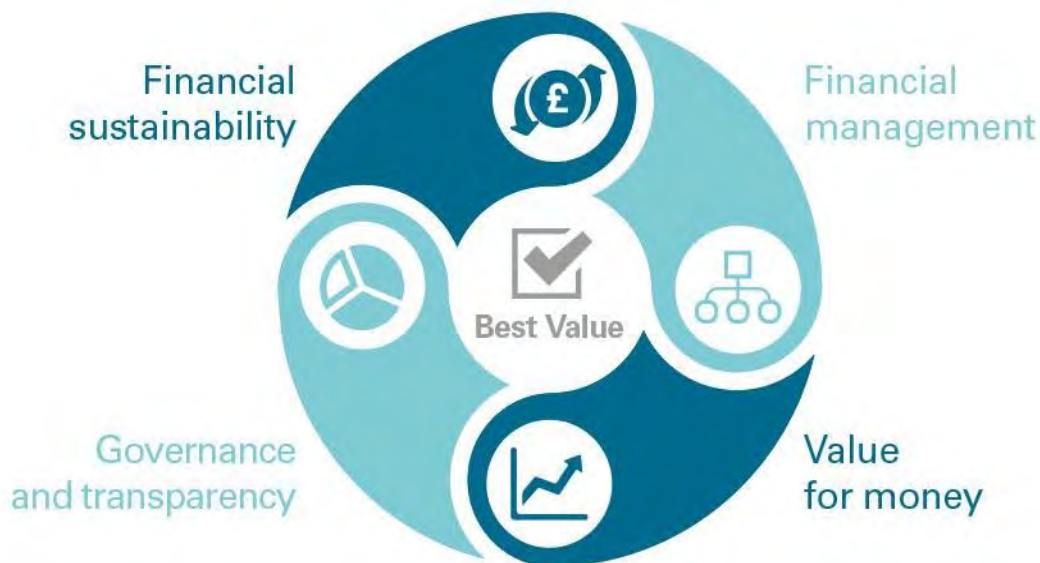 Financial
sustainability
Financial
management
£
Best Value
Governance
and transparency
Value
for money